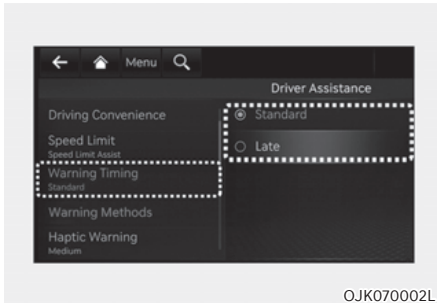 Menu
Driver Assistance
Driving Convenience
Speed Limit
Speed Limit Assist
Warning Timing
Standard
Warning Methods
Haptic Warning
Medium
Standard
Late
OJK070002L